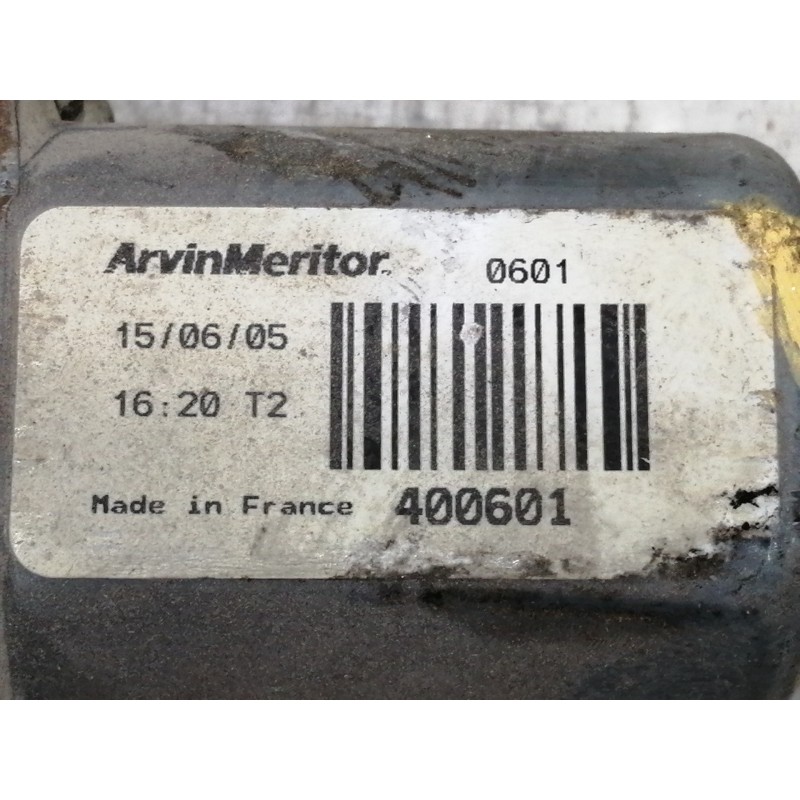 ArvinMeritor 0601
15/06/05
16:20 T2
Made in France 400601